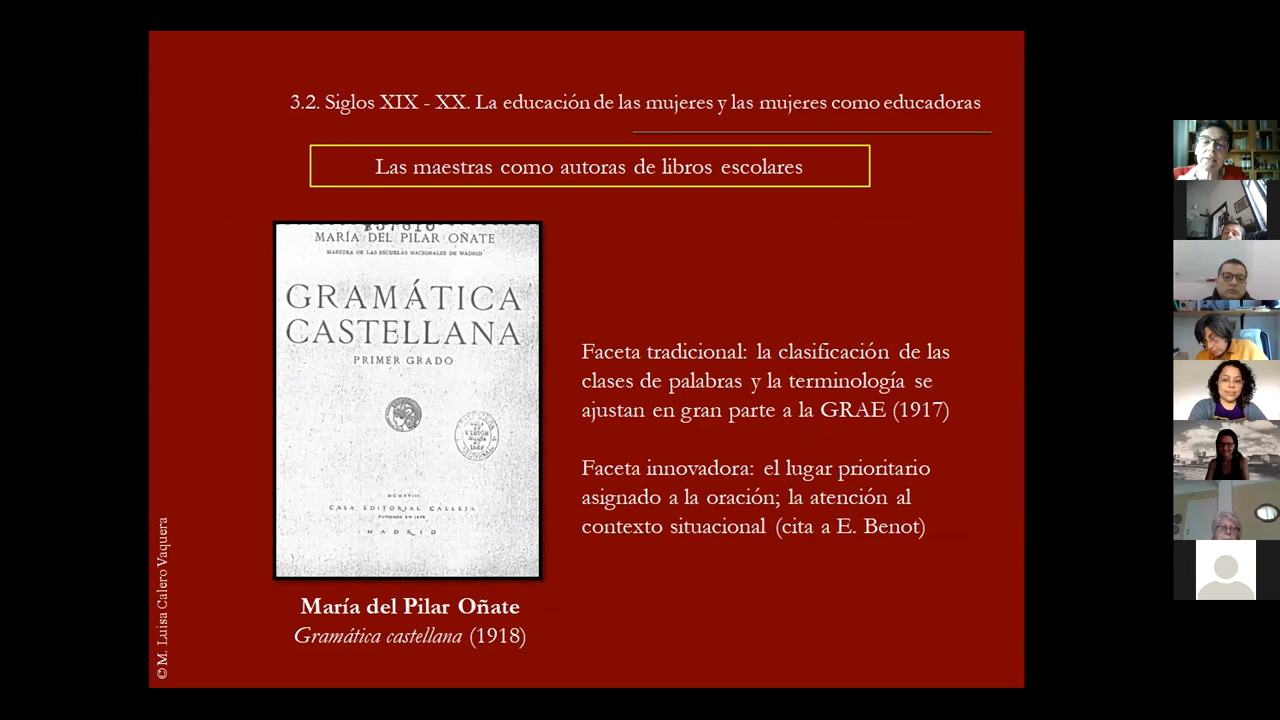 3.2. Siglos XIX - XX. La educación de las mujeres y las mujeres como educadoras
Las maestras como autoras de libros escolares
MARÍA DEL PILAR OÑATE
MAESTRA DE LAS ESCUELAS NACIONALES DE MADRID
GRAMÁTICA
CASTELLANA
PRIMER GRADO
MCMXVIII
CASA EDITORIAL CALLEJA
FUNDADA EN 1876
MADRID
Faceta tradicional: la clasificación de las
clases de palabras y la terminología se
ajustan en gran parte a la GRAE (1917)
Faceta innovadora: el lugar prioritario
asignado a la oración; la atención al
contexto situacional (cita a E. Benot)
María del Pilar Oñate
Gramática castellana (1918)
© M. Luisa Calero Vaquera